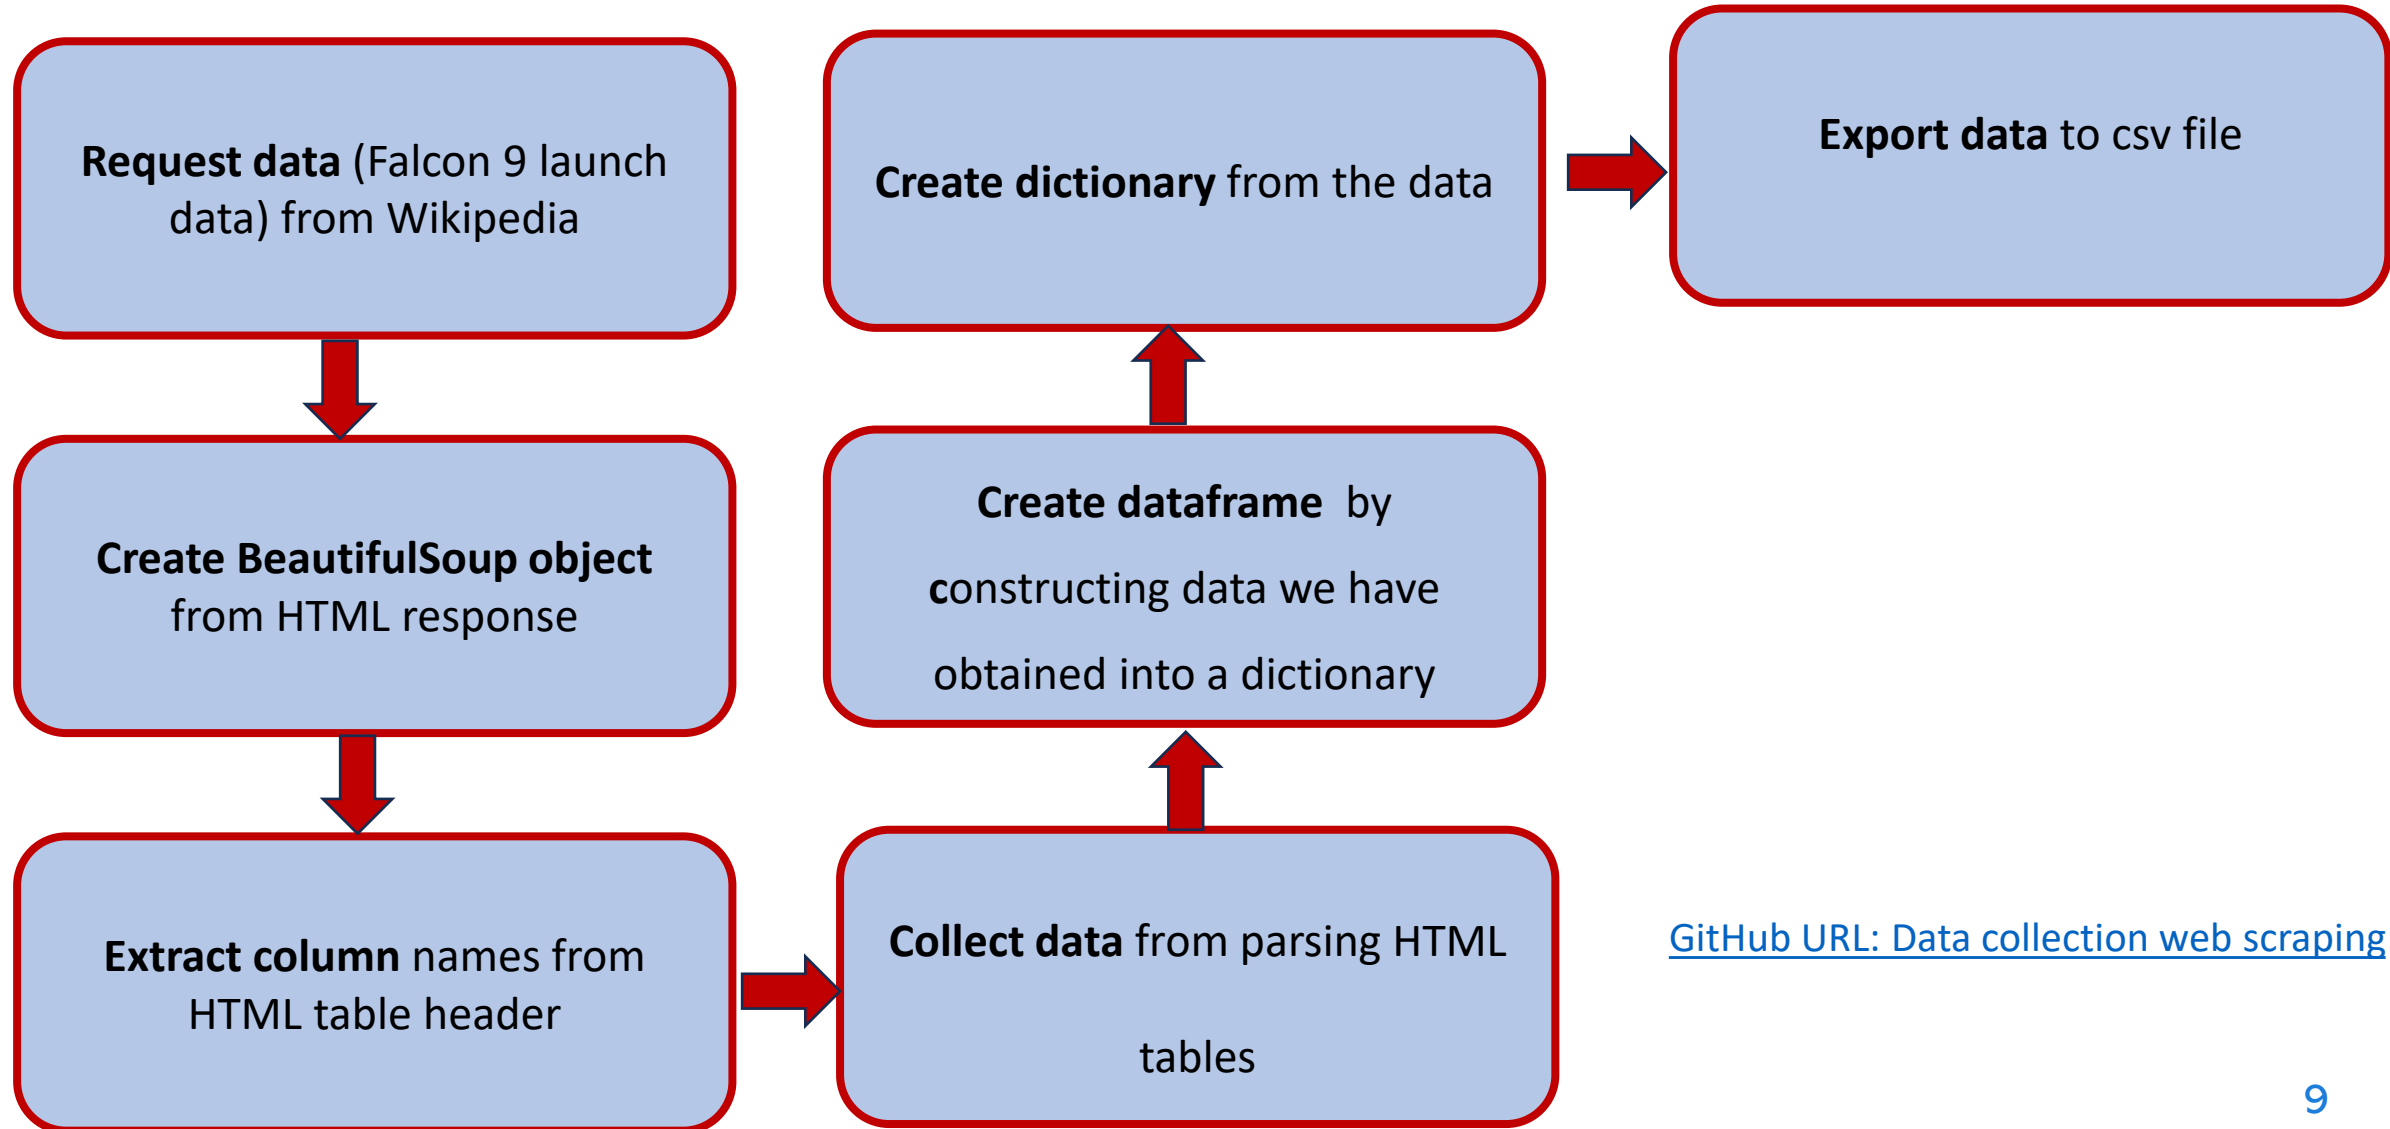 Request data (Falcon 9 launch
data) from Wikipedia
Create BeautifulSoup object
from HTML response
Extract column names from
HTML table header
Collect data from parsing HTML
tables
Create dataframe by
constructing data we have
obtained into a dictionary
Create dictionary from the data
Export data to csv file
GitHub URL: Data collection web scraping
9